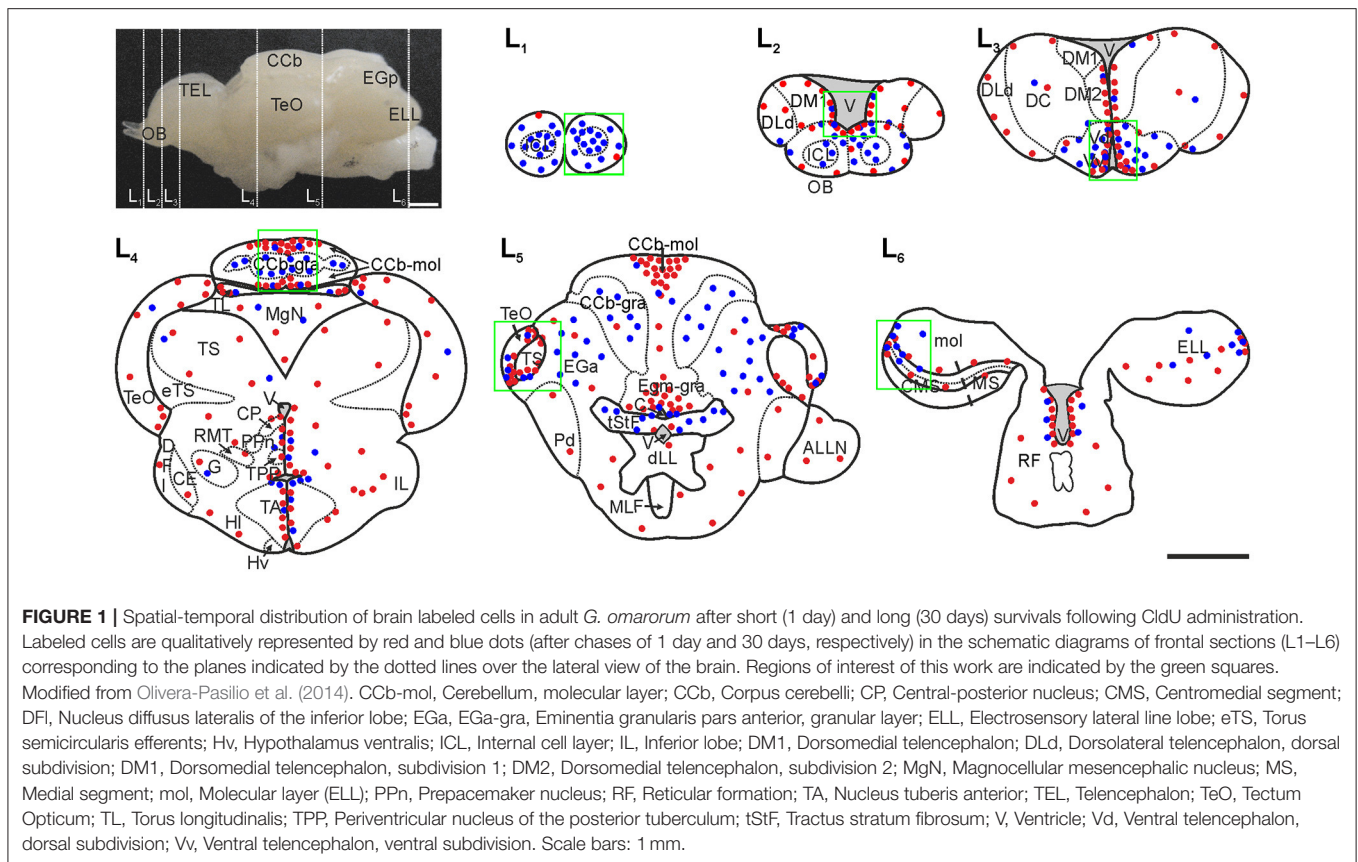 CCb
EGp
TEL
TeO
ELL
OB
L1
L2
L3
L4
L5
L6
L1
ICL
L2
DM1
V
DLd
ICL
OB
L3
V
DM1
DLd
DC
DM2
L4
CCb-gra
CCb-mol
TL
MgN
TS
eTS
TeO
V
CP
RMT
PPn
D
F
I
G
CE
TPP
IL
TA
Hl
Hv
L5
CCb-mol
CCb-gra
TeO
TS
EGa
Egm-gra
C
tStF
Pd
V
dLL
ALLN
MLF
L6
mol
ELL
CMS
MS
V
RF
FIGURE 1 | Spatial-temporal distribution of brain labeled cells in adult G. omarorum after short (1 day) and long (30 days) survivals following CldU administration.
Labeled cells are qualitatively represented by red and blue dots (after chases of 1 day and 30 days, respectively) in the schematic diagrams of frontal sections (L1–L6)
corresponding to the planes indicated by the dotted lines over the lateral view of the brain. Regions of interest of this work are indicated by the green squares.
Modified from Olivera-Pasilio et al. (2014). CCb-mol, Cerebellum, molecular layer; CCb, Corpus cerebelli; CP, Central-posterior nucleus; CMS, Centromedial segment;
DFl, Nucleus diffusus lateralis of the inferior lobe; EGa, EGa-gra, Eminentia granularis pars anterior, granular layer; ELL, Electrosensory lateral line lobe; eTS, Torus
semicircularis efferents; Hv, Hypothalamus ventralis; ICL, Internal cell layer; IL, Inferior lobe; DM1, Dorsomedial telencephalon; DLd, Dorsolateral telencephalon, dorsal
subdivision; DM1, Dorsomedial telencephalon, subdivision 1; DM2, Dorsomedial telencephalon, subdivision 2; MgN, Magnocellular mesencephalic nucleus; MS,
Medial segment; mol, Molecular layer (ELL); PPn, Prepacemaker nucleus; RF, Reticular formation; TA, Nucleus tuberis anterior; TEL, Telencephalon; TeO, Tectum
Opticum; TL, Torus longitudinalis; TPP, Periventricular nucleus of the posterior tuberculum; tStF, Tractus stratum fibrosum; V, Ventricle; Vd, Ventral telencephalon,
dorsal subdivision; Vv, Ventral telencephalon, ventral subdivision. Scale bars: 1 mm.